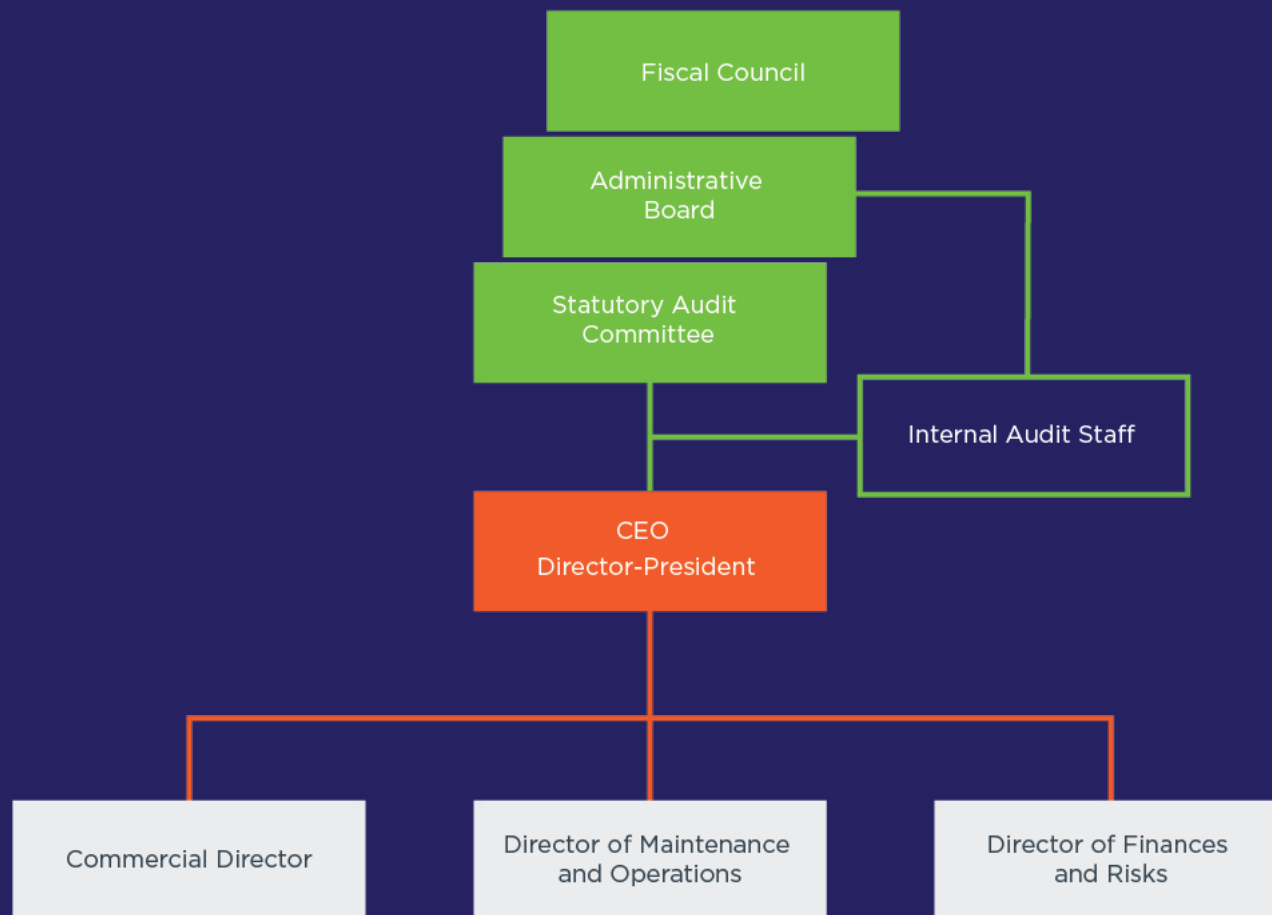 Fiscal Council
Administrative
Board
Statutory Audit
Committee
Internal Audit Staff
CEO
Director-President
Commercial Director
Director of Maintenance
and Operations
Director of Finances
and Risks